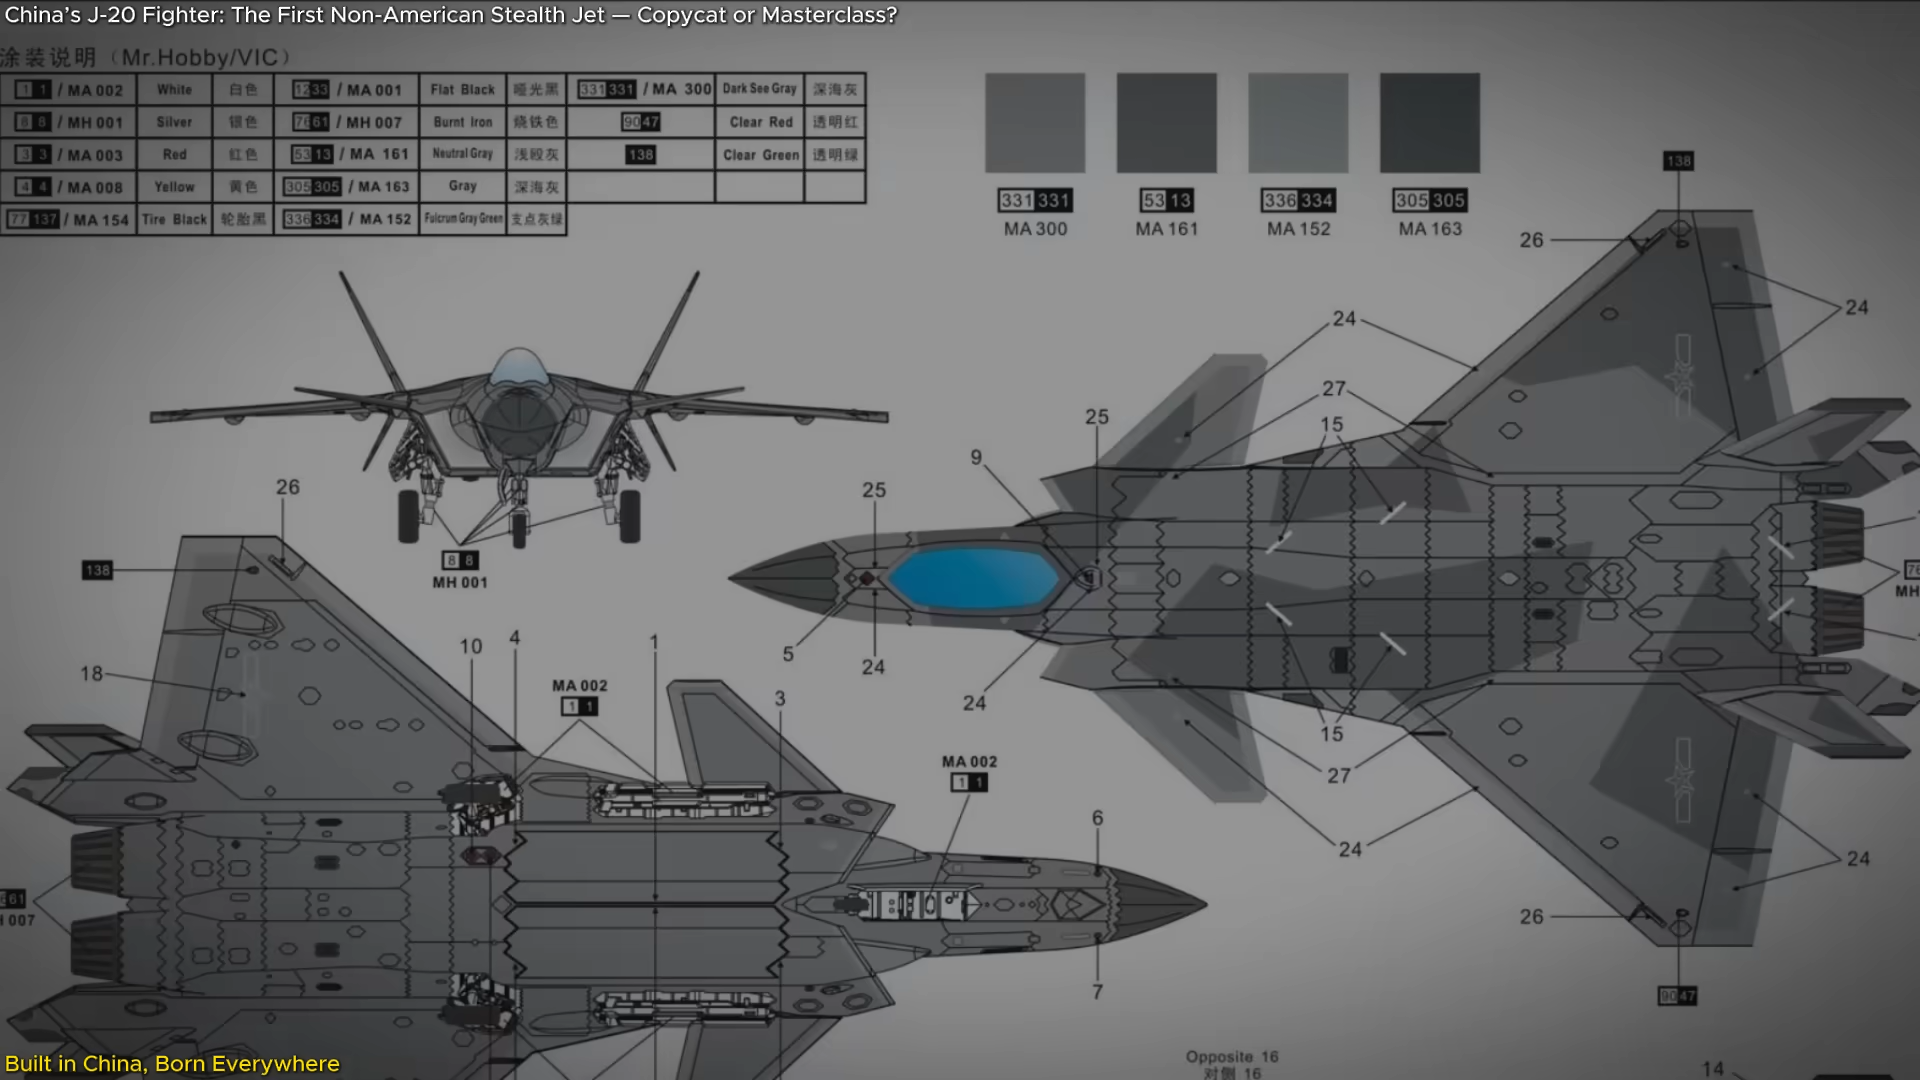 China's J-20 Fighter: The First Non-American Stealth Jet — Copycat or Masterclass?
涂装说明（Mr.Hobby/VIC）
1 1 / MA 002 White 白色 1233 / MA 001 Flat Black 哑光黑 331 331 / MA 300 Dark See Gray 深海灰
8 8 / MH 001 Silver 银色 7661 / MH 007 Burnt Iron 烧铁色 9047 Clear Red 透明红
3 3 / MA 003 Red 红色 53 13 / MA 161 Neutral Gray 浅殴灰 138 Clear Green 透明绿
4 4 / MA 008 Yellow 黄色 305 305 / MA 163 Gray 深海灰
77 137 / MA 154 Tire Black 轮胎黑 336 334 / MA 152 Fulcrum Gray Green 支点灰绿
331 331 53 13 336 334 305 305
MA 300 MA 161 MA 152 MA 163
138
26
24
24
27
15
25
9
25
26
8 8
MH 001
138
5
24
24
10
4
1
18
MA 002
1 1
3
15
27
MA 002
1 1
6
24
24
26
7
90 47
61
007
76
MH
Opposite 16
对侧 16
14
Built in China, Born Everywhere